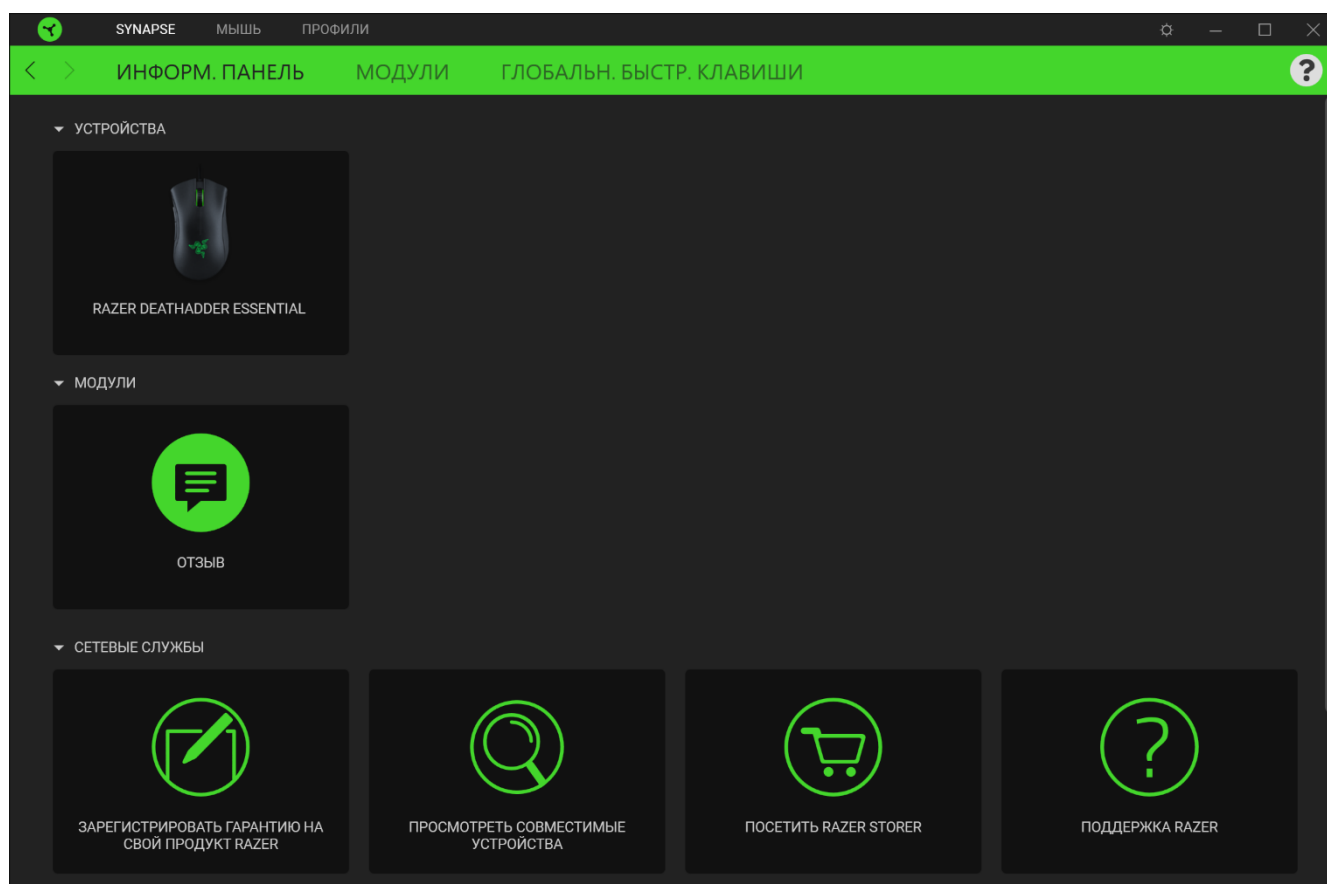 SYNAPSE МЫШЬ ПРОФИЛИ
ИНФОРМ. ПАНЕЛЬ МОДУЛИ ГЛОБАЛЬН. БЫСТР. КЛАВИШИ
УСТРОЙСТВА
RAZER DEATHADDER ESSENTIAL
МОДУЛИ
ОТЗЫВ
СЕТЕВЫЕ СЛУЖБЫ
ЗАРЕГИСТРИРОВАТЬ ГАРАНТИЮ НА
СВОЙ ПРОДУКТ RAZER
ПРОСМОТРЕТЬ СОВМЕСТИМЫЕ
УСТРОЙСТВА
ПОСЕТИТЬ RAZER STORER
ПОДДЕРЖКА RAZER